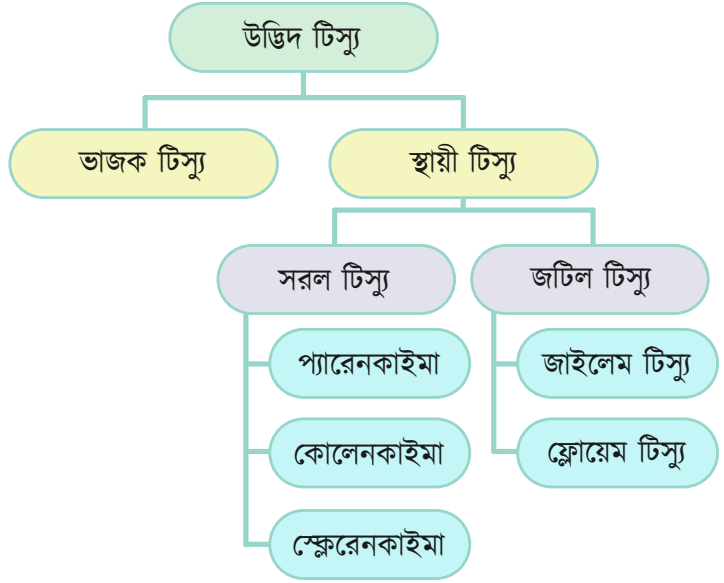 উদ্ভিদ টিস্যু
ভাজক টিস্যু
স্থায়ী টিস্যু
সরল টিস্যু
জটিল টিস্যু
প্যারেনকাইমা
জাইলেম টিস্যু
কোলেনকাইমা
ফ্লোয়েম টিস্যু
স্ক্লেরেনকাইমা